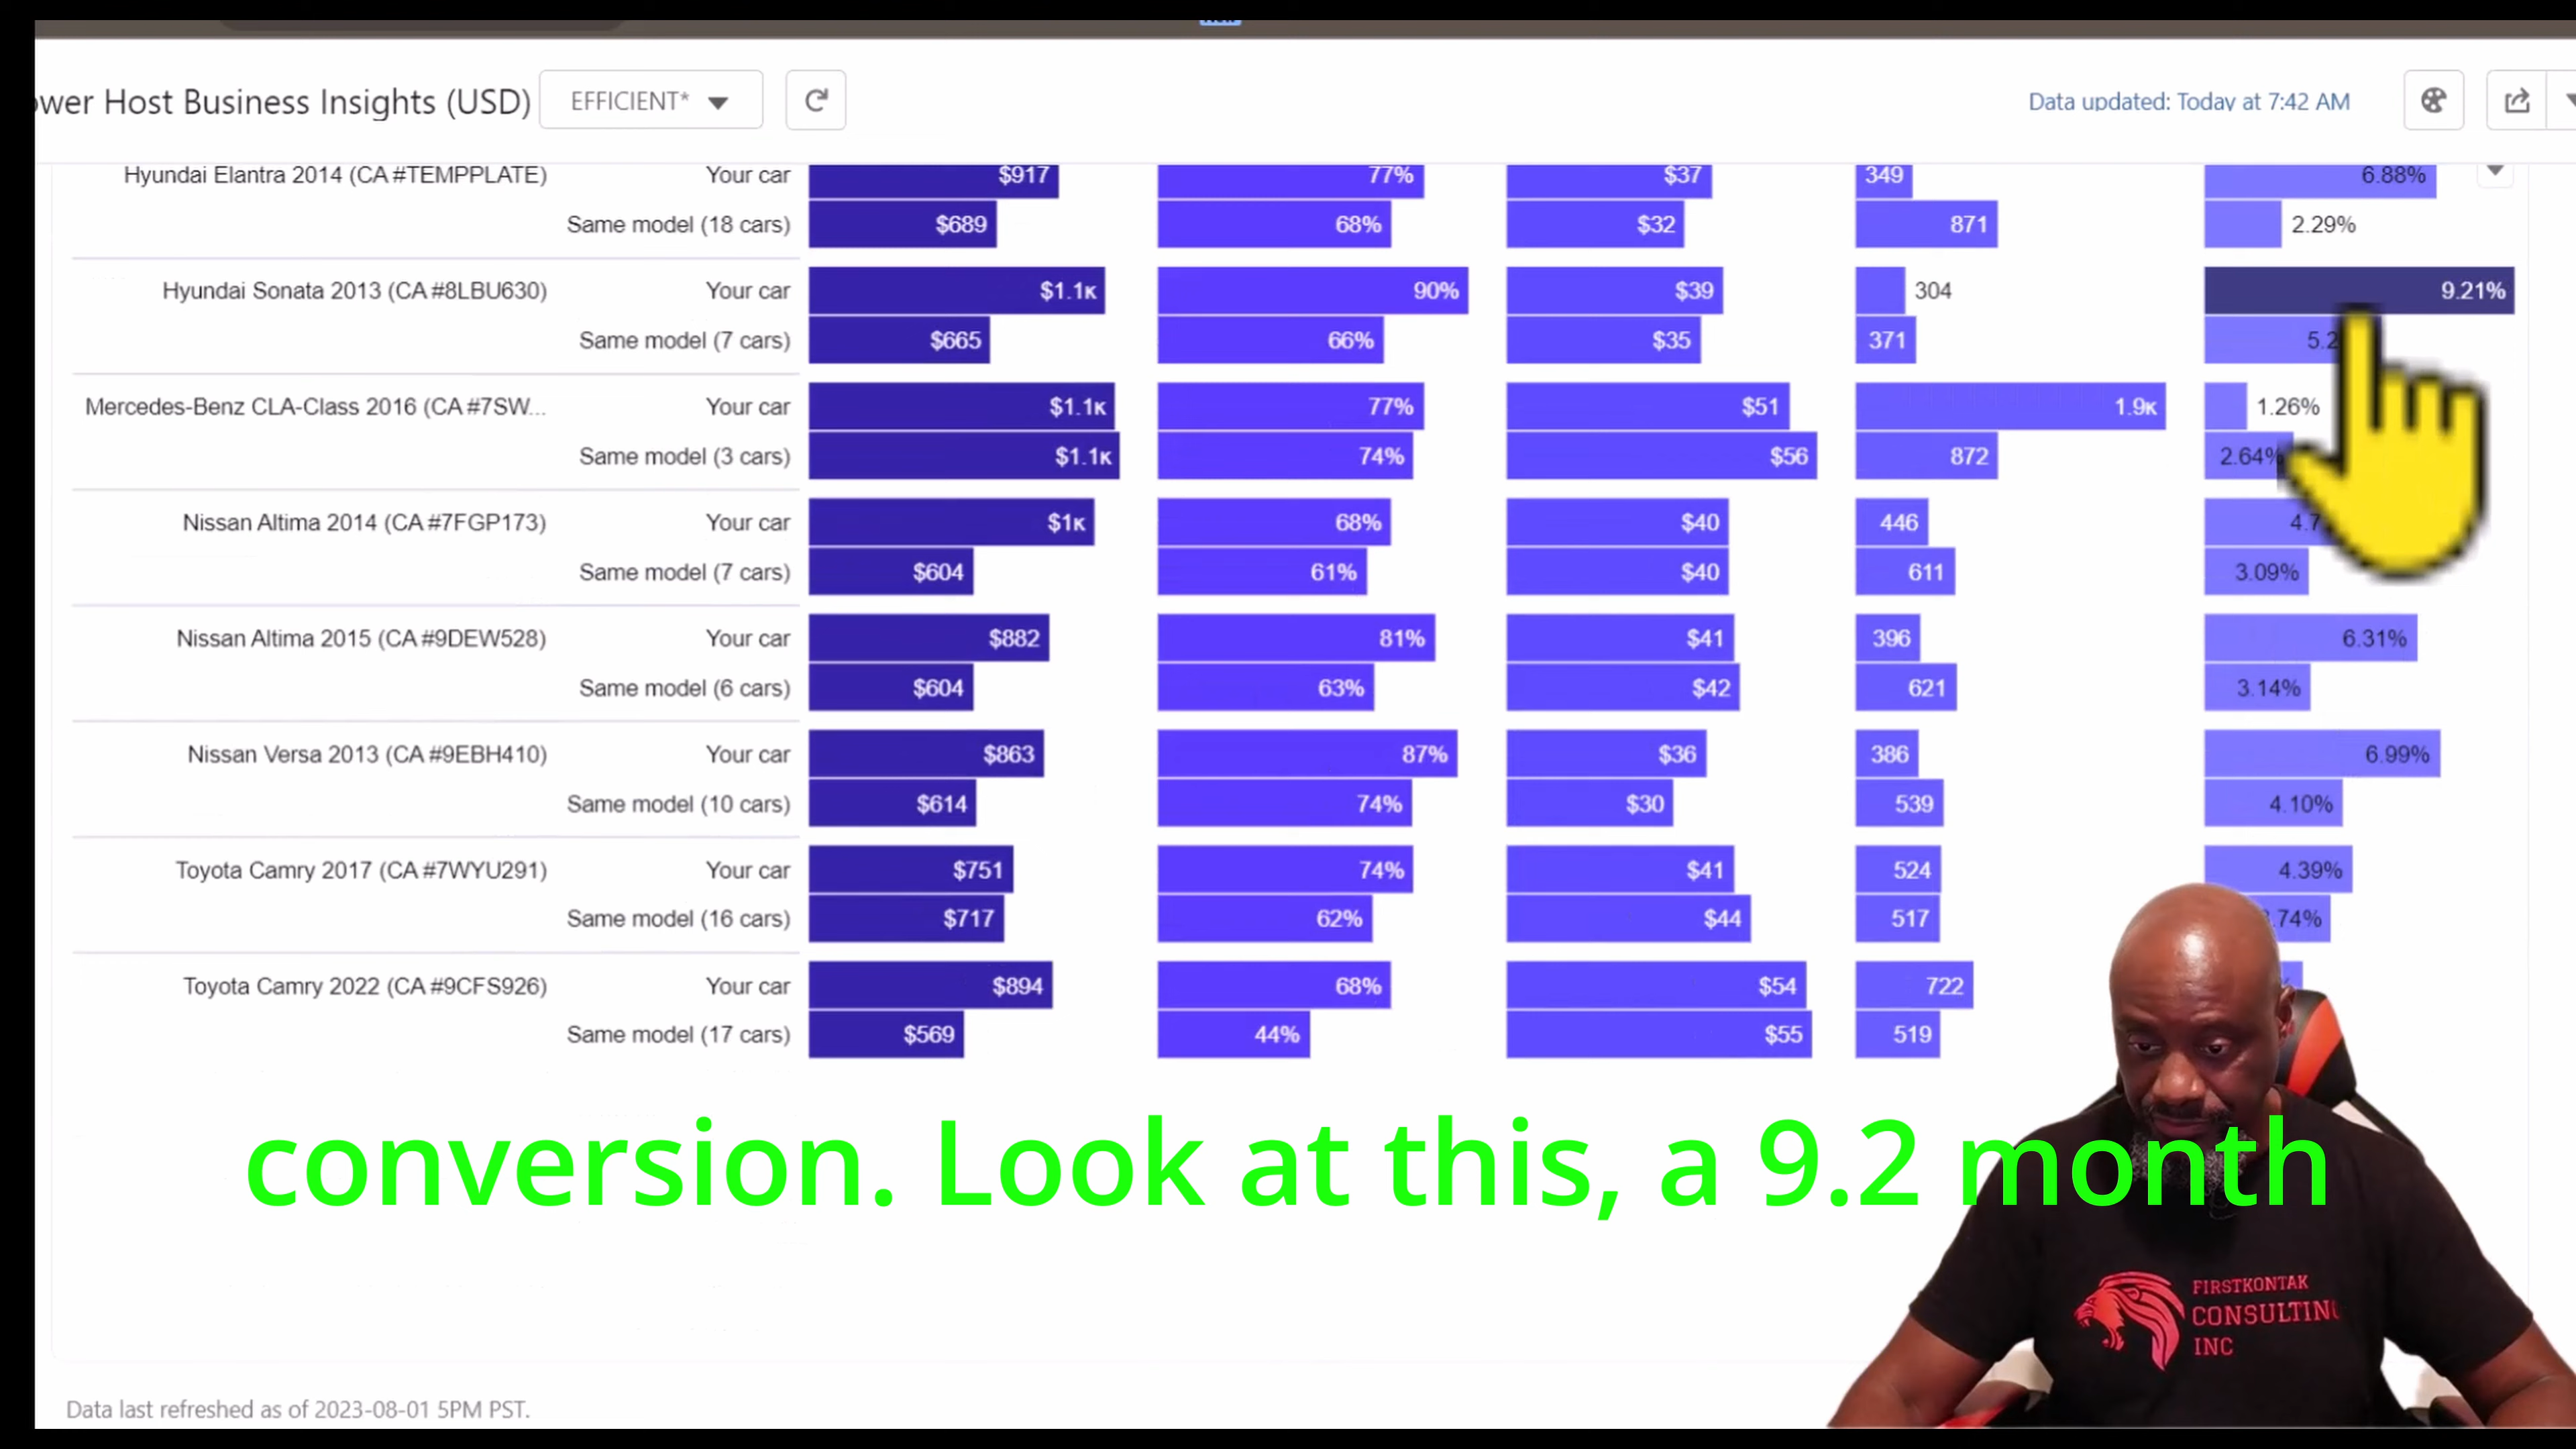 ower Host Business Insights (USD) EFFICIENT* Data updated: Today at 7:42 AM
Hyundai Elantra 2014 (CA #TEMPPLATE) Your car $917 77% $37 349 6.88%
Same model (18 cars) $689 68% $32 871 2.29%
Hyundai Sonata 2013 (CA #8LBU630) Your car $1.1K 90% $39 304 9.21%
Same model (7 cars) $665 66% $35 371 5.2
Mercedes-Benz CLA-Class 2016 (CA #7SW... Your car $1.1K 77% $51 1.9K 1.26%
Same model (3 cars) $1.1K 74% $56 872 2.64%
Nissan Altima 2014 (CA #7FGP173) Your car $1K 68% $40 446 4.7
Same model (7 cars) $604 61% $40 611 3.09%
Nissan Altima 2015 (CA #9DEW528) Your car $882 81% $41 396 6.31%
Same model (6 cars) $604 63% $42 621 3.14%
Nissan Versa 2013 (CA #9EBH410) Your car $863 87% $36 386 6.99%
Same model (10 cars) $614 74% $30 539 4.10%
Toyota Camry 2017 (CA #7WYU291) Your car $751 74% $41 524 4.39%
Same model (16 cars) $717 62% $44 517 .74%
Toyota Camry 2022 (CA #9CFS926) Your car $894 68% $54 722
Same model (17 cars) $569 44% $55 519
conversion. Look at this, a 9.2 month
FIRSTKONTAK
CONSULTING
INC
Data last refreshed as of 2023-08-01 5PM PST.